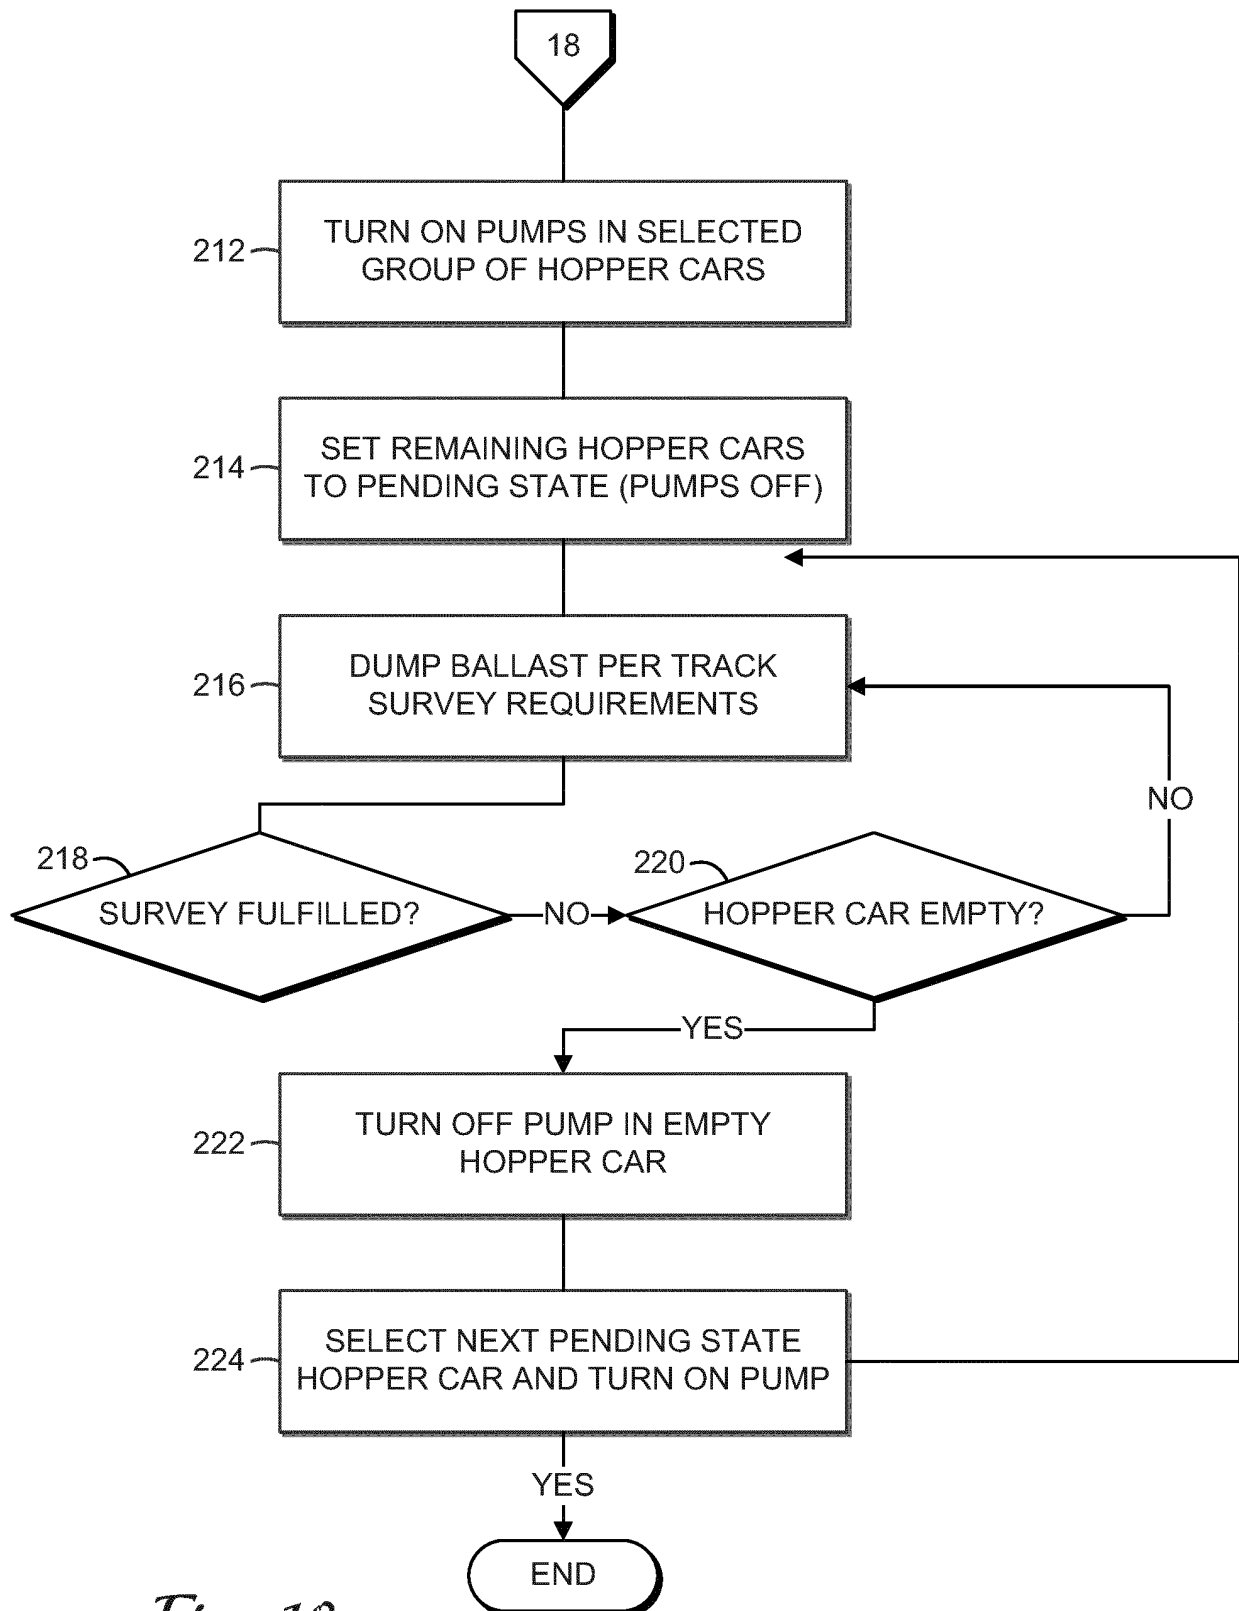 18
TURN ON PUMPS IN SELECTED
GROUP OF HOPPER CARS
212
SET REMAINING HOPPER CARS
TO PENDING STATE (PUMPS OFF)
214
DUMP BALLAST PER TRACK
SURVEY REQUIREMENTS
216
NO
218
SURVEY FULFILLED?
NO
220
HOPPER CAR EMPTY?
YES
TURN OFF PUMP IN EMPTY
HOPPER CAR
222
SELECT NEXT PENDING STATE
HOPPER CAR AND TURN ON PUMP
224
YES
END